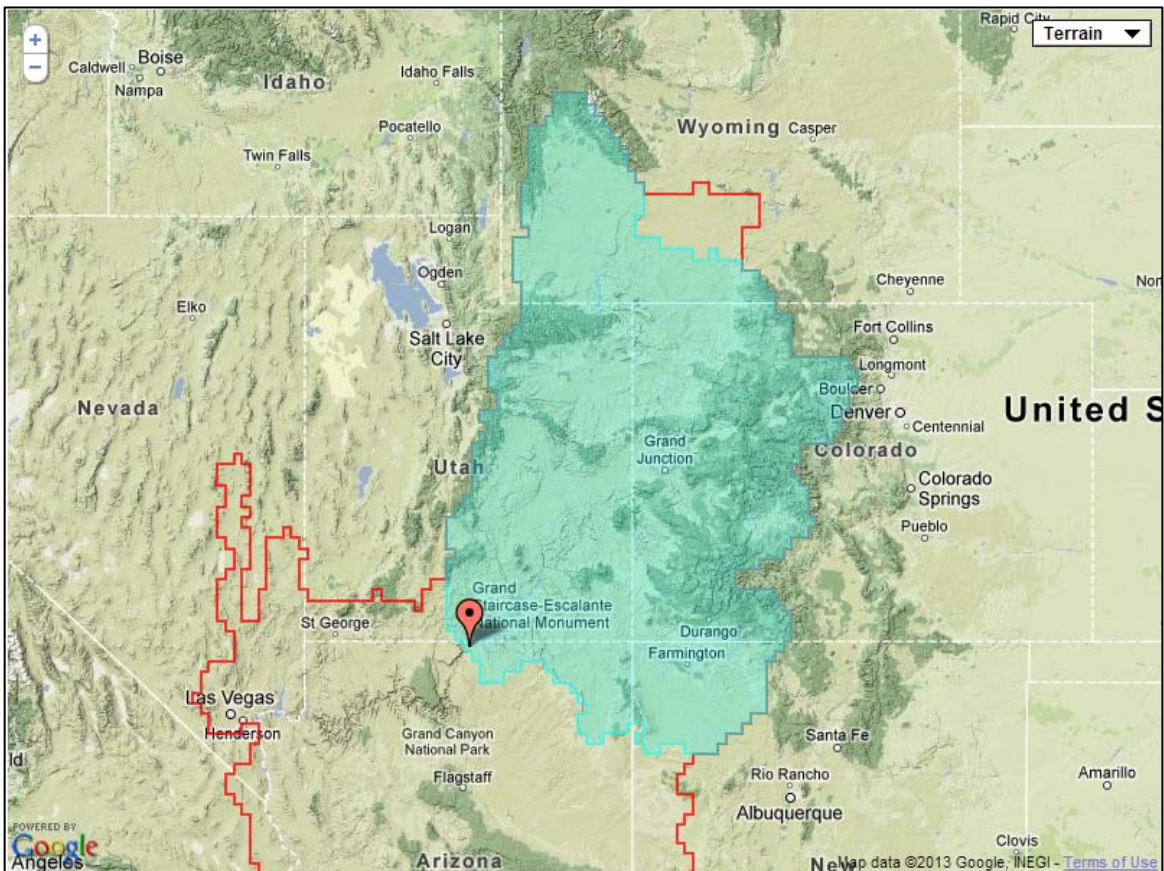 Rapid City
Terrain
+
−
Boise
Caldwell
Nampa
Idaho
Idaho Falls
Pocatello
Twin Falls
Wyoming
Casper
Logan
Ogden
Elko
Salt Lake
City
Cheyenne
Nor
Fort Collins
Longmont
Boulder
Denver
Centennial
United S
Nevada
Colorado
Grand
Junction
Utah
Colorado
Springs
Pueblo
Grand
Staircase-Escalante
National Monument
St George
Durango
Farmington
Las Vegas
Henderson
Grand Canyon
National Park
Santa Fe
ld
Flagstaff
Rio Rancho
Albuquerque
Amarillo
POWERED BY
Google
Angeles
Arizona
Clovis
New
Map data ©2013 Google, INEGI - Terms of Use